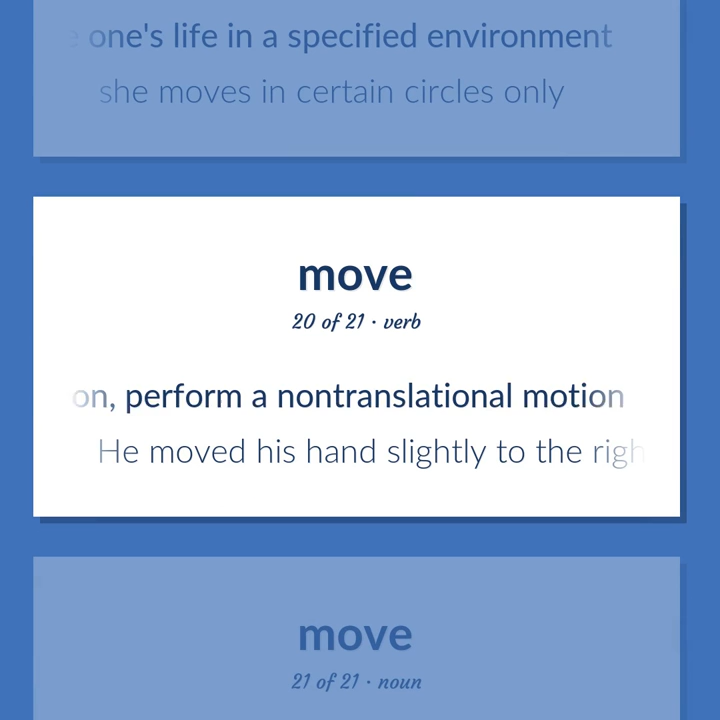 one's life in a specified environment
she moves in certain circles only
move
20 of 21 · verb
on, perform a nontranslational motion
He moved his hand slightly to the righ
move
21 of 21 · noun